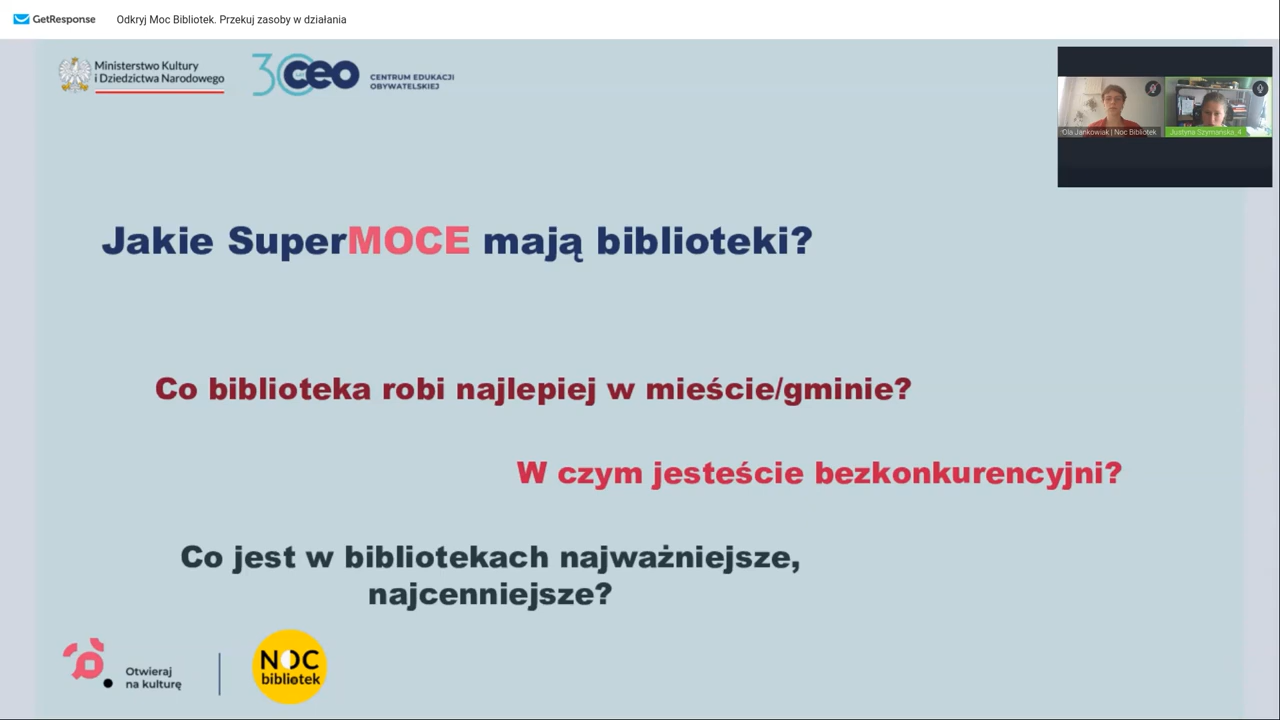 GetResponse
Odkryj Moc Bibliotek. Przekuj zasoby w działania
Ministerstwo Kultury
i Dziedzictwa Narodowego
30
ceo
CENTRUM EDUKACJI
OBYWATELSKIEJ
Ola Jankowiak | Noc Bibliotek
Justyna Szymańska_4
Jakie SuperMOCE mają biblioteki?
Co biblioteka robi najlepiej w mieście/gminie?
W czym jesteście bezkonkurencyjni?
Co jest w bibliotekach najważniejsze,
najcenniejsze?
Otwieraj
na kulturę
NOC
bibliotek